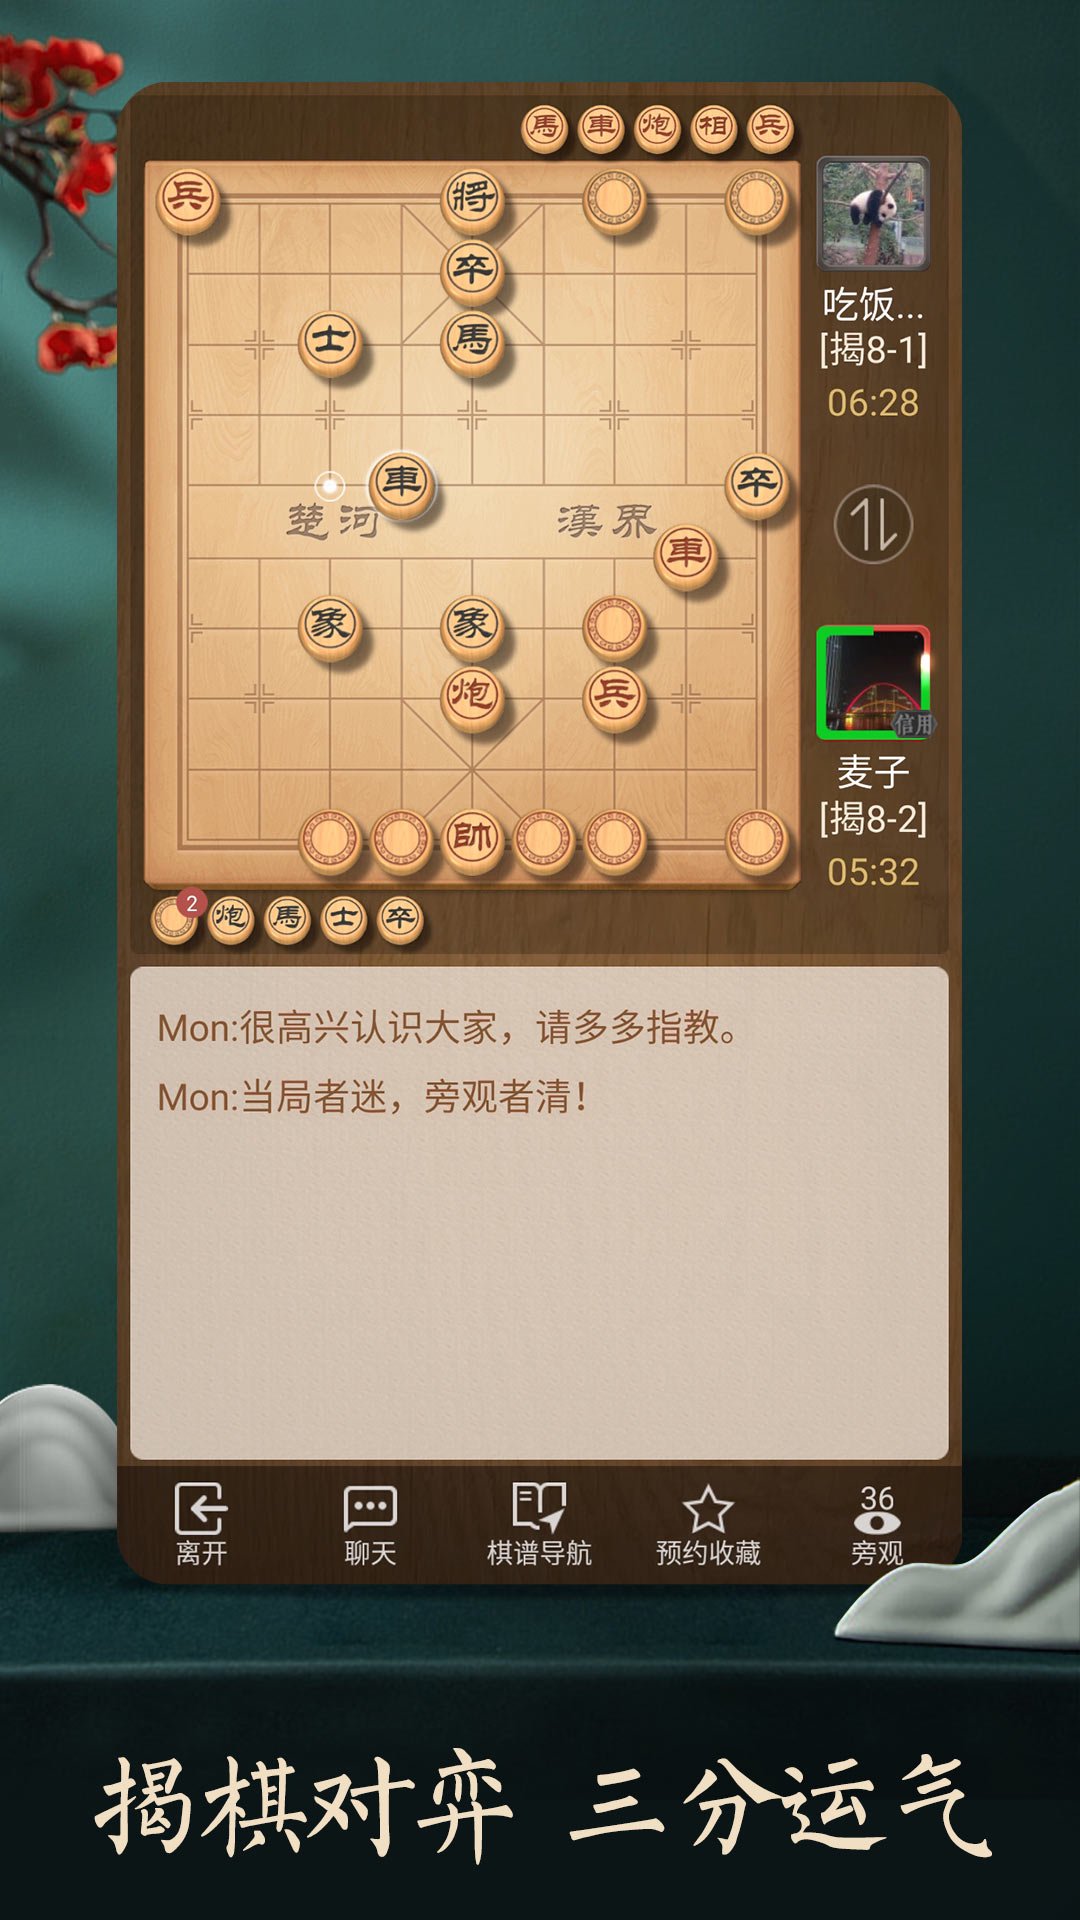 馬 車 炮 相 兵
兵 將
卒
士 馬
吃饭...
[揭8-1]
06:28
車 卒
楚河 漢界
車
象 象
炮 兵
信用
麦子
[揭8-2]
05:32
帥
2 炮 馬 士 卒
Mon:很高兴认识大家，请多多指教。
Mon:当局者迷，旁观者清！
36
离开 聊天 棋谱导航 预约收藏 旁观
揭棋对弈 三分运气